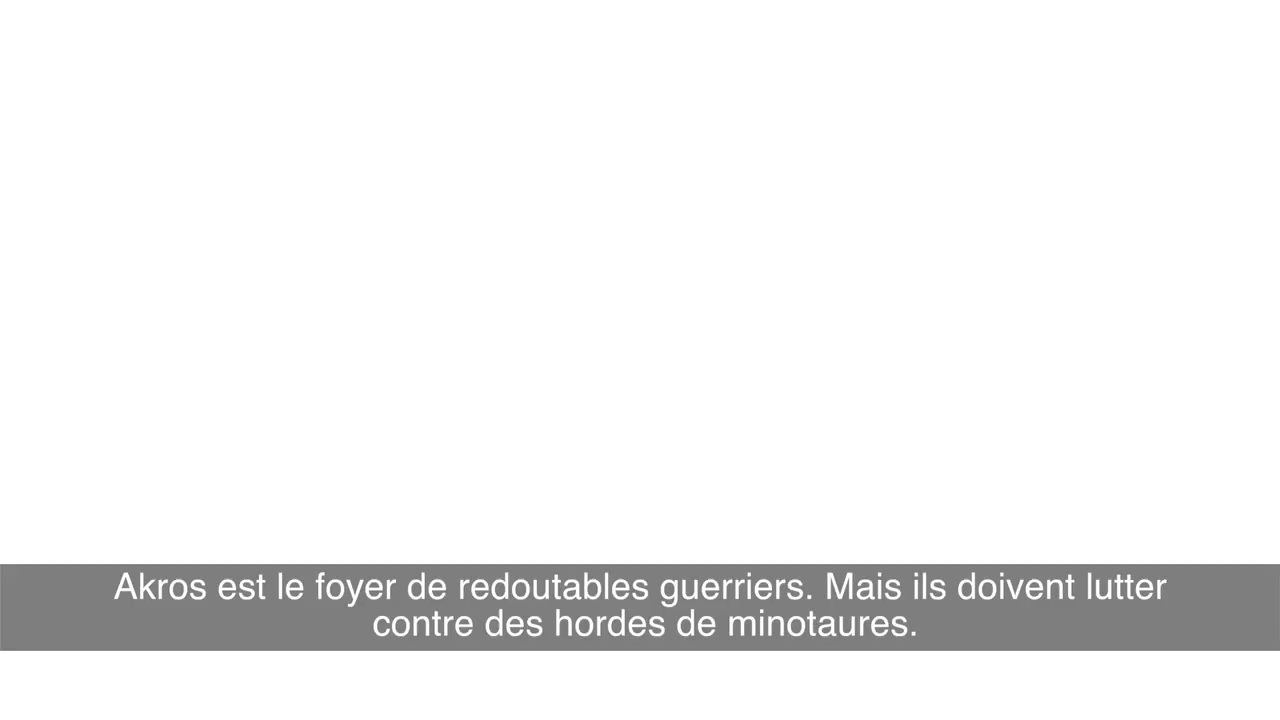 Akros est le foyer de redoutables guerriers. Mais ils doivent lutter
contre des hordes de minotaures.